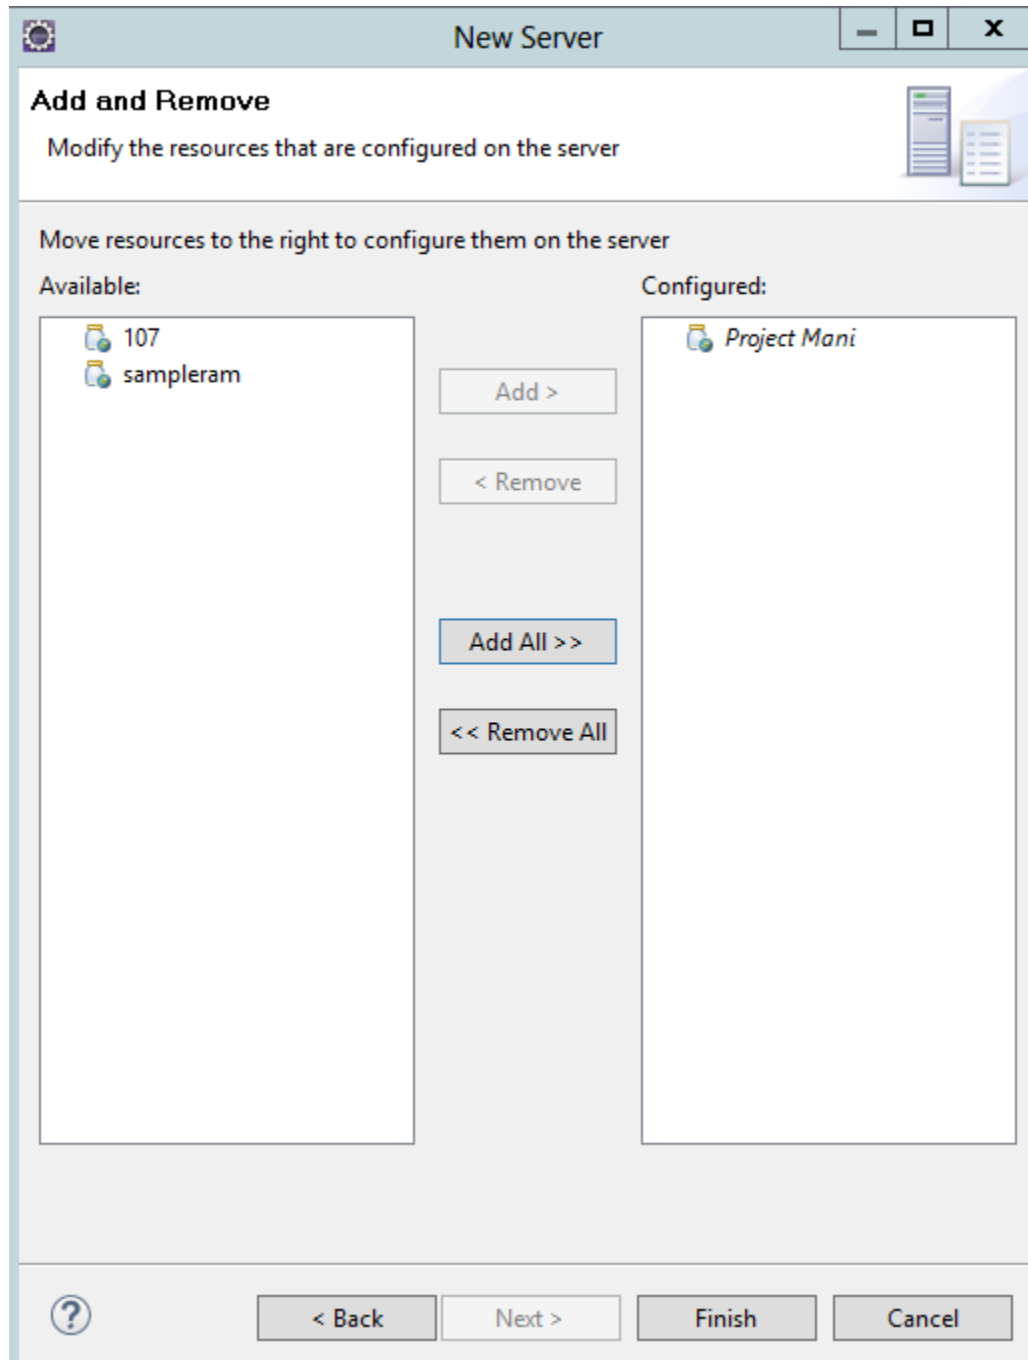 New Server
Add and Remove
Modify the resources that are configured on the server
Move resources to the right to configure them on the server
Available:
Configured:
107
sampleram
Project Mani
Add >
< Remove
Add All >>
<< Remove All
?
< Back
Next >
Finish
Cancel